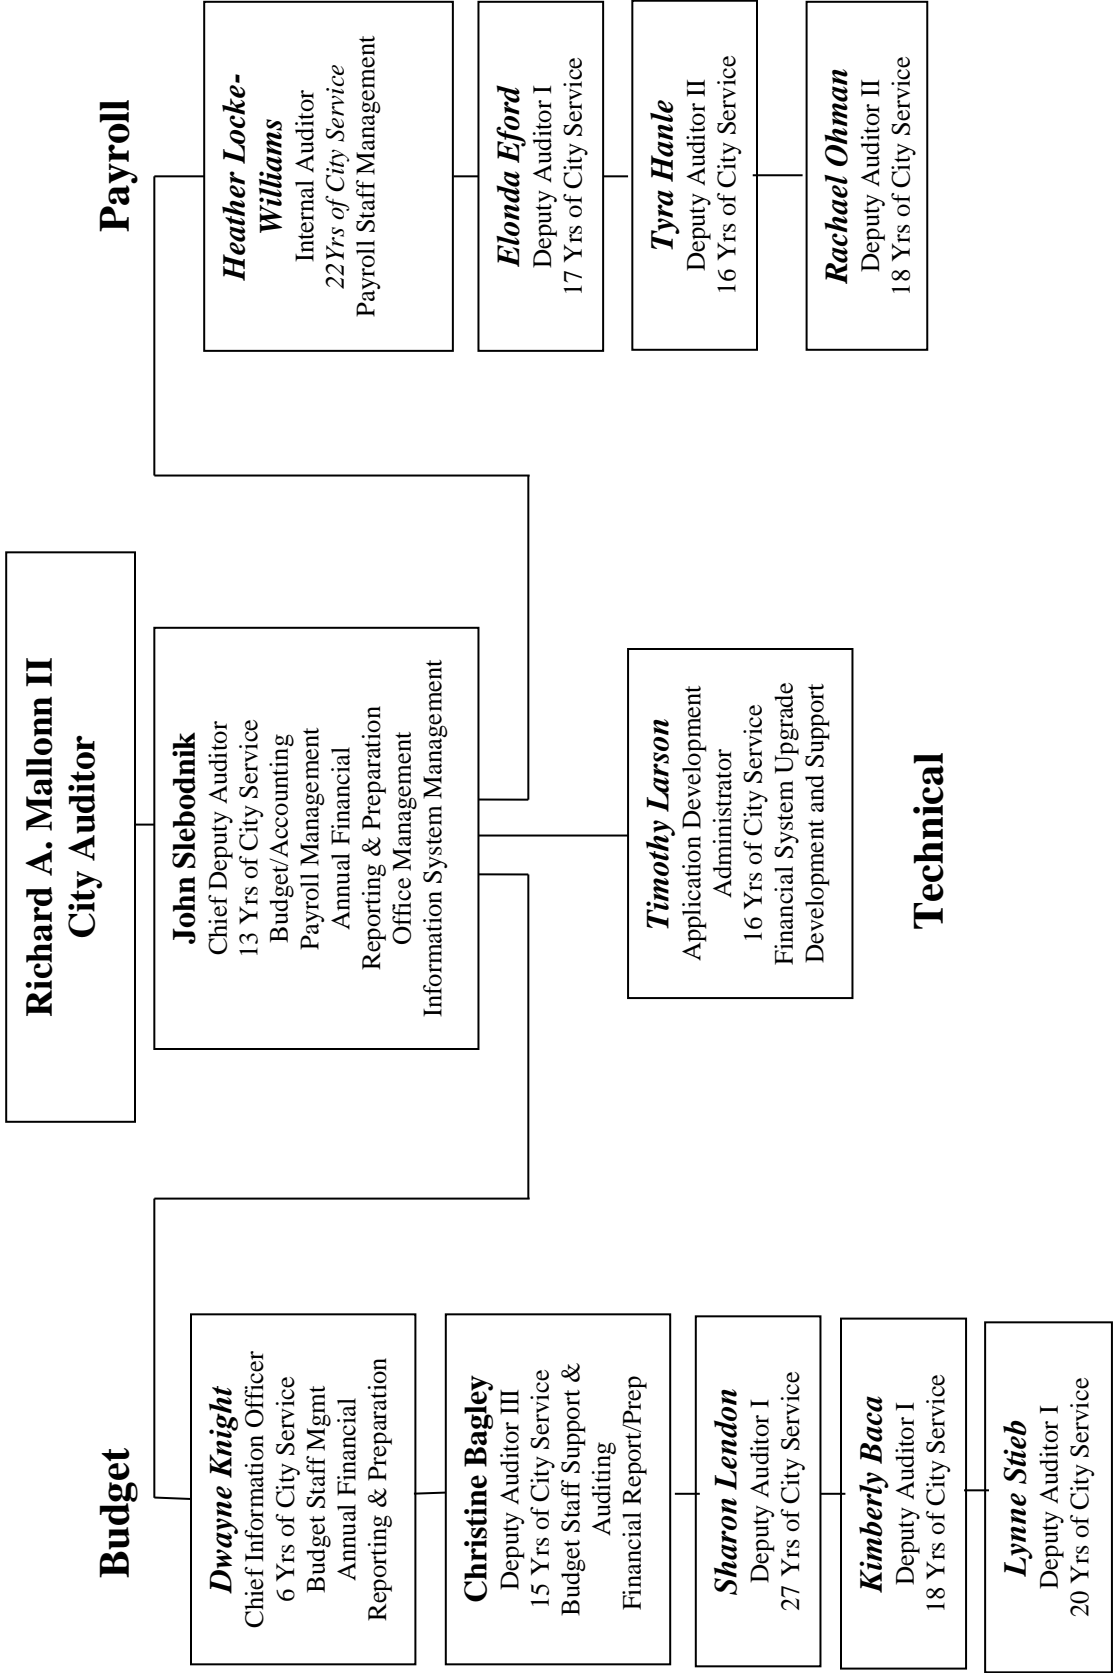 Richard A. Mallonn II
City Auditor
John Slebodnik
Chief Deputy Auditor
13 Yrs of City Service
Budget/Accounting
Payroll Management
Annual Financial
Reporting & Preparation
Office Management
Information System Management
Budget
Dwayne Knight
Chief Information Officer
6 Yrs of City Service
Budget Staff Mgmt
Annual Financial
Reporting & Preparation
Christine Bagley
Deputy Auditor III
15 Yrs of City Service
Budget Staff Support &
Auditing
Financial Report/Prep
Sharon Lendon
Deputy Auditor I
27 Yrs of City Service
Kimberly Baca
Deputy Auditor I
18 Yrs of City Service
Lynne Stieb
Deputy Auditor I
20 Yrs of City Service
Timothy Larson
Application Development
Administrator
16 Yrs of City Service
Financial System Upgrade
Development and Support
Technical
Payroll
Heather Locke-
Williams
Internal Auditor
22Yrs of City Service
Payroll Staff Management
Elonda Eford
Deputy Auditor I
17 Yrs of City Service
Tyra Hanle
Deputy Auditor II
16 Yrs of City Service
Rachael Ohman
Deputy Auditor II
18 Yrs of City Service